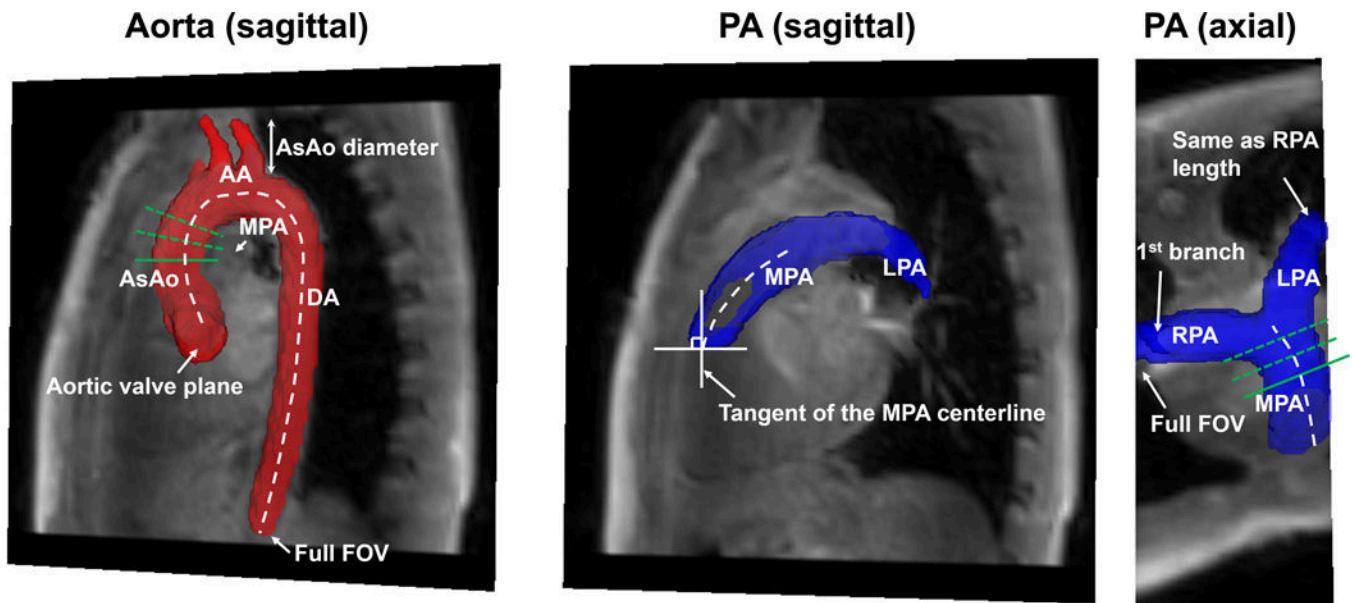 Aorta (sagittal)
AsAo diameter
AA
MPA
AsAo
DA
Aortic valve plane
Full FOV
PA (sagittal)
MPA
LPA
Tangent of the MPA centerline
PA (axial)
Same as RPA
length
1st branch
LPA
RPA
MPA
Full FOV